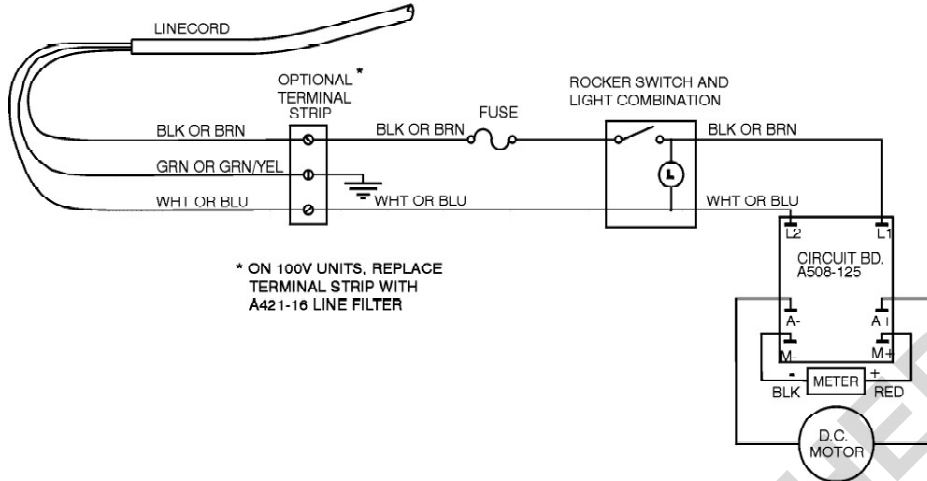 LINECORD
OPTIONAL *
TERMINAL
STRIP
ROCKER SWITCH AND
LIGHT COMBINATION
FUSE
BLK OR BRN
BLK OR BRN
BLK OR BRN
GRN OR GRN/YEL
L
WHT OR BLU
WHT OR BLU
WHT OR BLU
L2
L1
CIRCUIT BD.
A508-125
* ON 100V UNITS, REPLACE
TERMINAL STRIP WITH
A421-16 LINE FILTER
A-
A+
M-
M+
- METER +
BLK
RED
D.C.
MOTOR